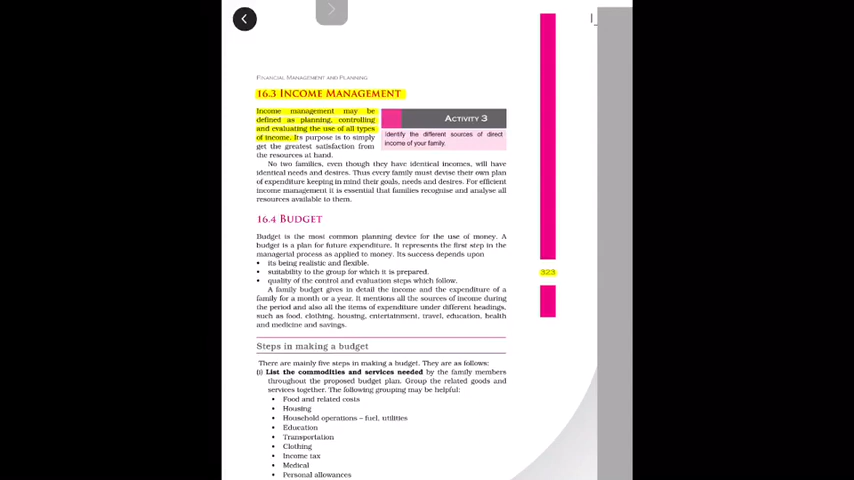 FINANCIAL MANAGEMENT AND PLANNING
16.3 INCOME MANAGEMENT
Income management may be
defined as planning, controlling
and evaluating the use of all types
of income. Its purpose is to simply
get the greatest satisfaction from
the resources at hand.
ACTIVITY 3
Identify the different sources of direct
income of your family.
No two families, even though they have identical incomes, will have
identical needs and desires. Thus every family must devise their own plan
of expenditure keeping in mind their goals, needs and desires. For efficient
income management it is essential that families recognise and analyse all
resources available to them.
16.4 BUDGET
Budget is the most common planning device for the use of money. A
budget is a plan for future expenditure. It represents the first step in the
managerial process as applied to money. Its success depends upon
• its being realistic and flexible.
• suitability to the group for which it is prepared.
• quality of the control and evaluation steps which follow.
A family budget gives in detail the income and the expenditure of a
family for a month or a year. It mentions all the sources of income during
the period and also all the items of expenditure under different headings,
such as food, clothing, housing, entertainment, travel, education, health
and medicine and savings.
323
Steps in making a budget
There are mainly five steps in making a budget. They are as follows:
(i) List the commodities and services needed by the family members
throughout the proposed budget plan. Group the related goods and
services together. The following grouping may be helpful:
• Food and related costs
• Housing
• Household operations – fuel, utilities
• Education
• Transportation
• Clothing
• Income tax
• Medical
• Personal allowances